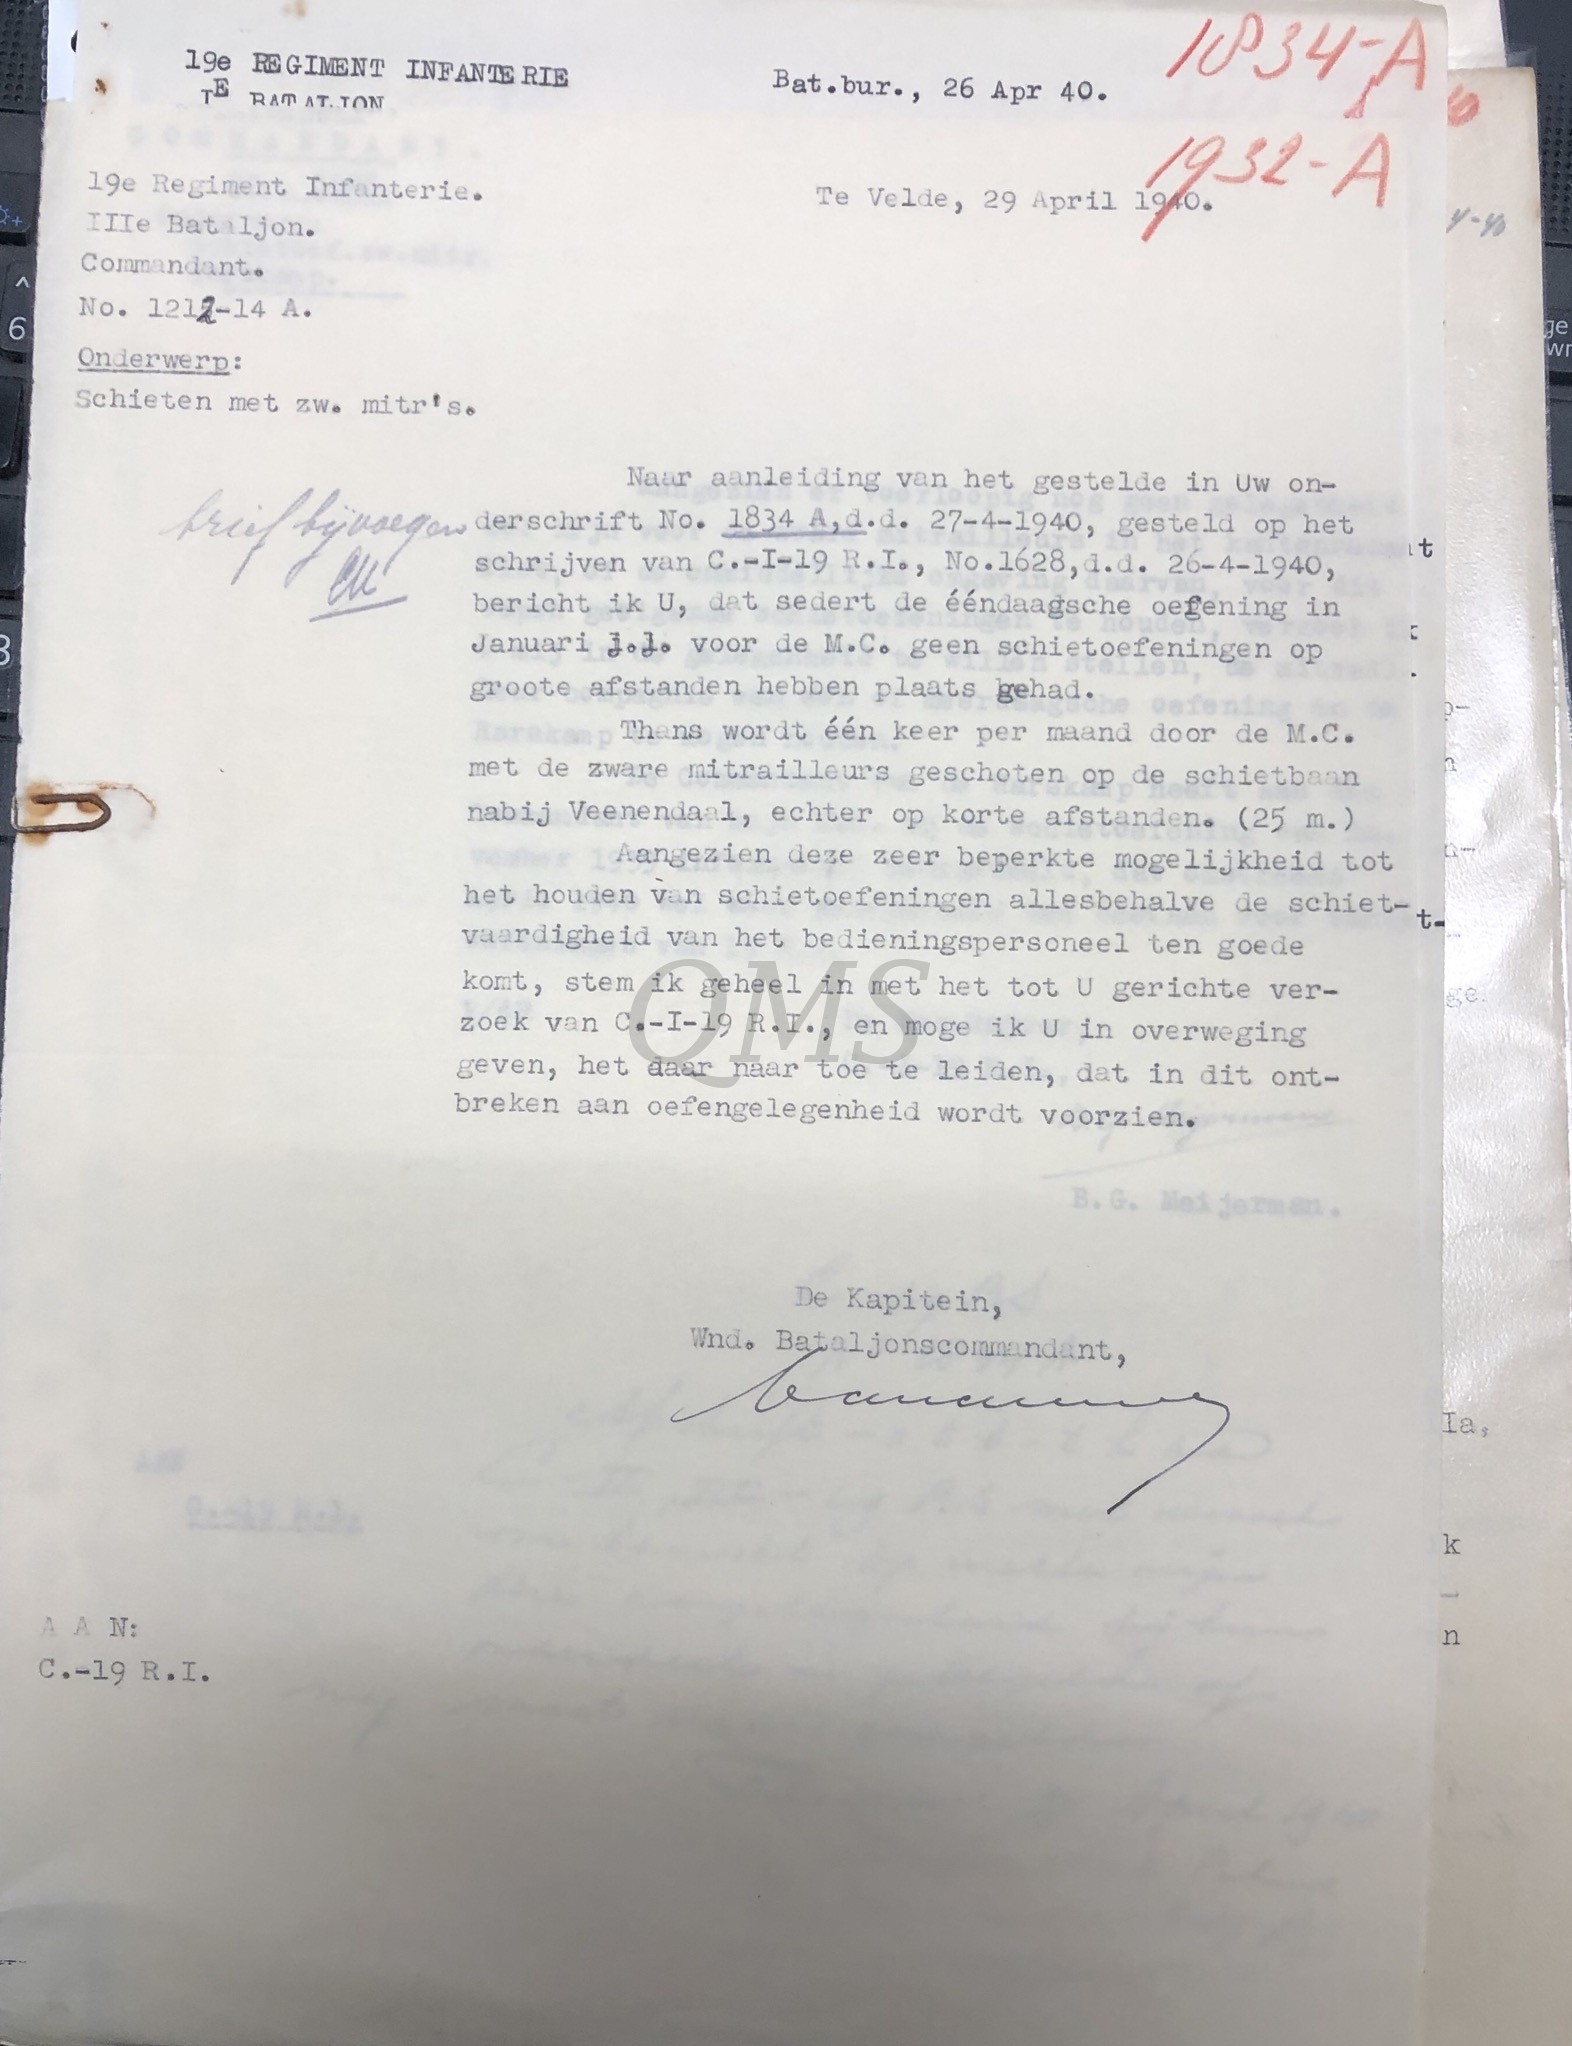 19e REGIMENT INFANTERIE
Bat.bur., 26 Apr 40.
1834-A
IE BATALJON
1932-A
19e Regiment Infanterie.
Te Velde, 29 April 1940.
IIIe Bataljon.
Commandant.
No. 1212-14 A.
Onderwerp:
Schieten met zw. mitr's.
brief bijvoegen
Naar aanleiding van het gestelde in Uw on-
derschrift No. 1834 A, d.d. 27-4-1940, gesteld op het
schrijven van C.-I-19 R.I., No.1628, d.d. 26-4-1940,
bericht ik U, dat sedert de ééndaagsche oefening in
Januari j.l. voor de M.C. geen schietoefeningen op
groote afstanden hebben plaats gehad.
Thans wordt één keer per maand door de M.C.
met de zware mitrailleurs geschoten op de schietbaan
nabij Veenendaal, echter op korte afstanden. (25 m.)
Aangezien deze zeer beperkte mogelijkheid tot
het houden van schietoefeningen allesbehalve de schiet-
vaardigheid van het bedieningspersoneel ten goede
komt, stem ik geheel in met het tot U gerichte ver-
zoek van C.-I-19 R.I., en moge ik U in overweging
geven, het daar naar toe te leiden, dat in dit ont-
breken aan oefengelegenheid wordt voorzien.
QMS
B.G. Meijerman.
De Kapitein,
Wnd. Bataljonscommandant,
A A N:
C.-19 R.I.
Ia,
k
n